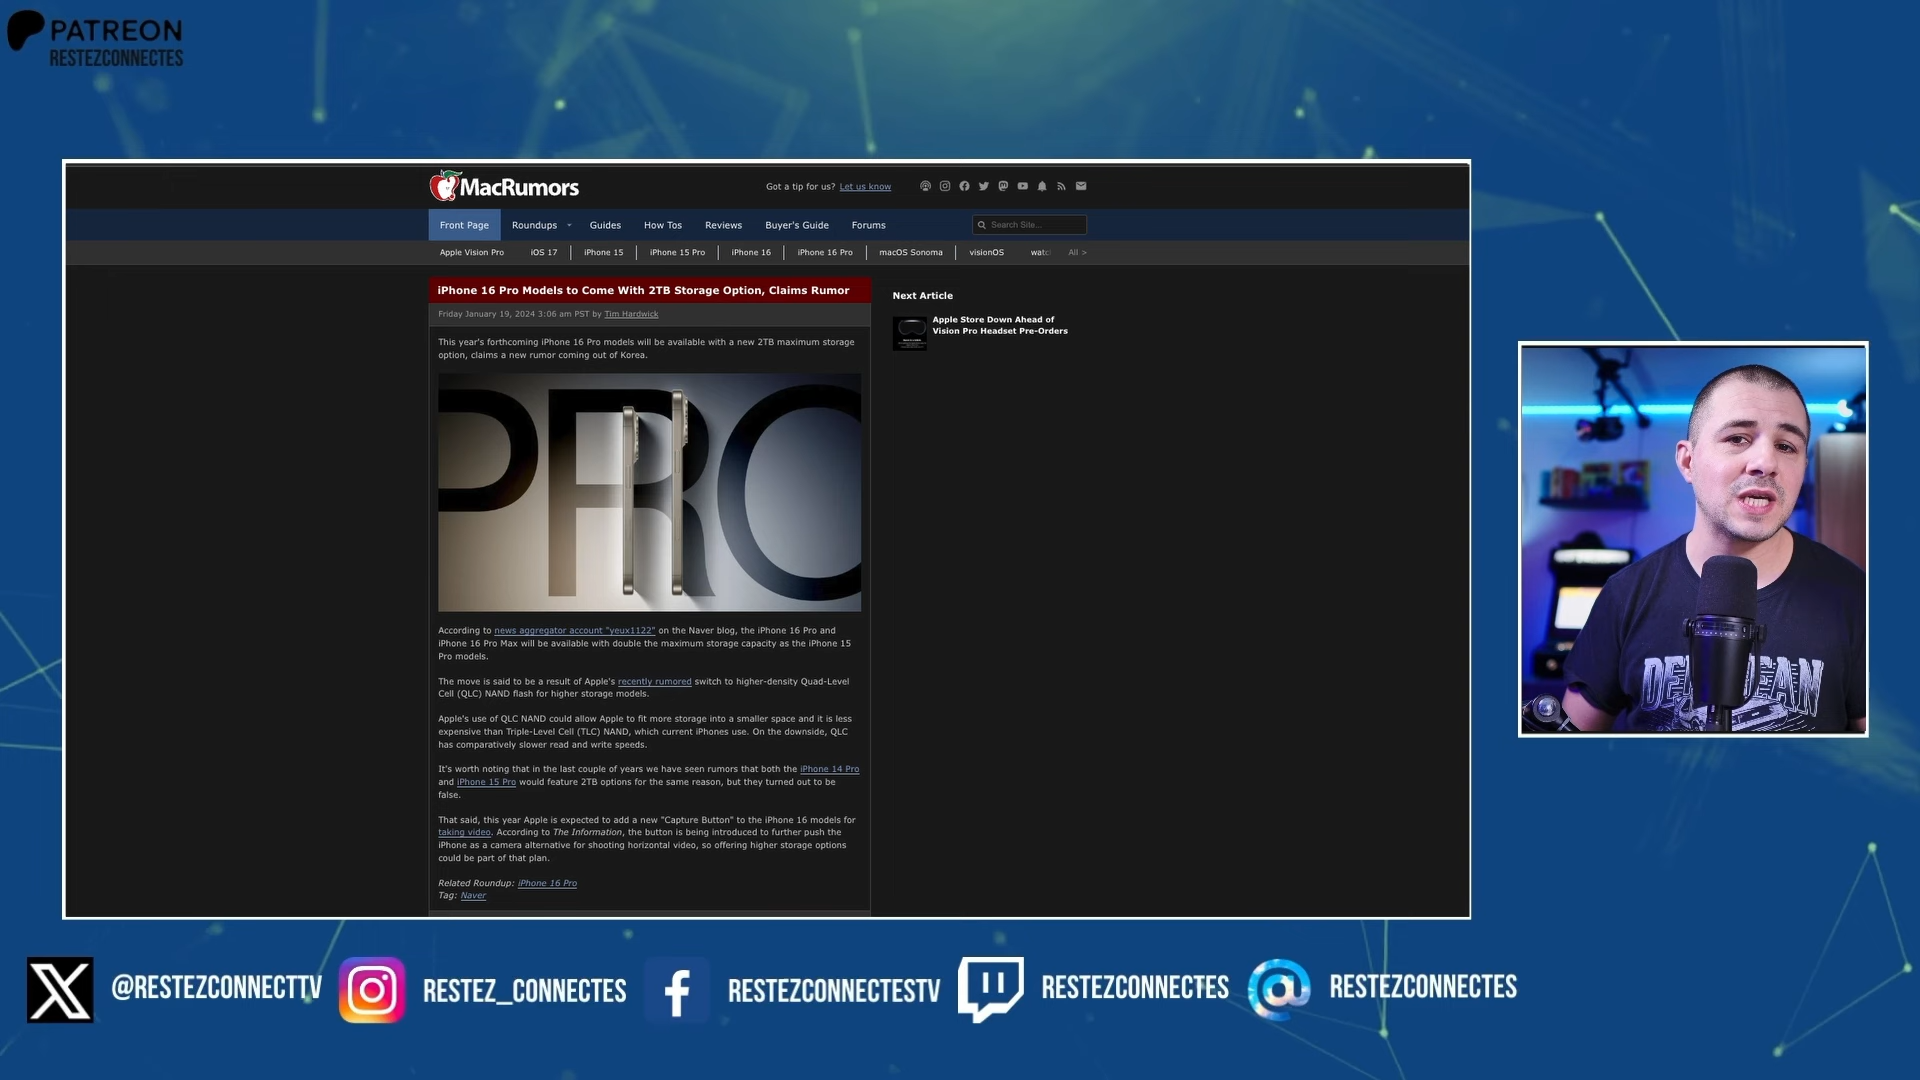 PATREON
RESTEZCONNECTES
MacRumors
Got a tip for us? Let us know
Front Page Roundups Guides How Tos Reviews Buyer's Guide Forums Search Site...
Apple Vision Pro iOS 17 iPhone 15 iPhone 15 Pro iPhone 16 iPhone 16 Pro macOS Sonoma visionOS watc All >
iPhone 16 Pro Models to Come With 2TB Storage Option, Claims Rumor
Friday January 19, 2024 3:06 am PST by Tim Hardwick
This year's forthcoming iPhone 16 Pro models will be available with a new 2TB maximum storage
option, claims a new rumor coming out of Korea.
PRO
According to news aggregator account "yeux1122" on the Naver blog, the iPhone 16 Pro and
iPhone 16 Pro Max will be available with double the maximum storage capacity as the iPhone 15
Pro models.
The move is said to be a result of Apple's recently rumored switch to higher-density Quad-Level
Cell (QLC) NAND flash for higher storage models.
Apple's use of QLC NAND could allow Apple to fit more storage into a smaller space and it is less
expensive than Triple-Level Cell (TLC) NAND, which current iPhones use. On the downside, QLC
has comparatively slower read and write speeds.
It's worth noting that in the last couple of years we have seen rumors that both the iPhone 14 Pro
and iPhone 15 Pro would feature 2TB options for the same reason, but they turned out to be
false.
That said, this year Apple is expected to add a new "Capture Button" to the iPhone 16 models for
taking video. According to The Information, the button is being introduced to further push the
iPhone as a camera alternative for shooting horizontal video, so offering higher storage options
could be part of that plan.
Related Roundup: iPhone 16 Pro
Tag: Naver
Next Article
Apple Store Down Ahead of
Vision Pro Headset Pre-Orders
@RESTEZCONNECTTV
RESTEZ_CONNECTES
RESTEZCONNECTESTV
RESTEZCONNECTES
RESTEZCONNECTES